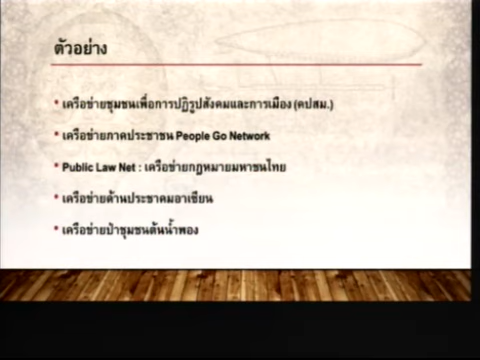 ตัวอย่าง
• เครือข่ายชุมชนเพื่อการปฏิรูปสังคมและการเมือง (คปสม.)
• เครือข่ายภาคประชาชน People Go Network
• Public Law Net : เครือข่ายกฎหมายมหาชนไทย
• เครือข่ายด้านประชาคมอาเซียน
• เครือข่ายป่าชุมชนต้นน้ำพอง